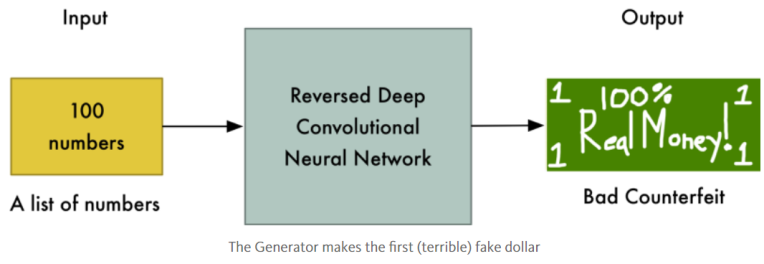 Input
Output
100
numbers
Reversed Deep
Convolutional
Neural Network
1 100% 1
Real Money!
1 1
A list of numbers
Bad Counterfeit
The Generator makes the first (terrible) fake dollar